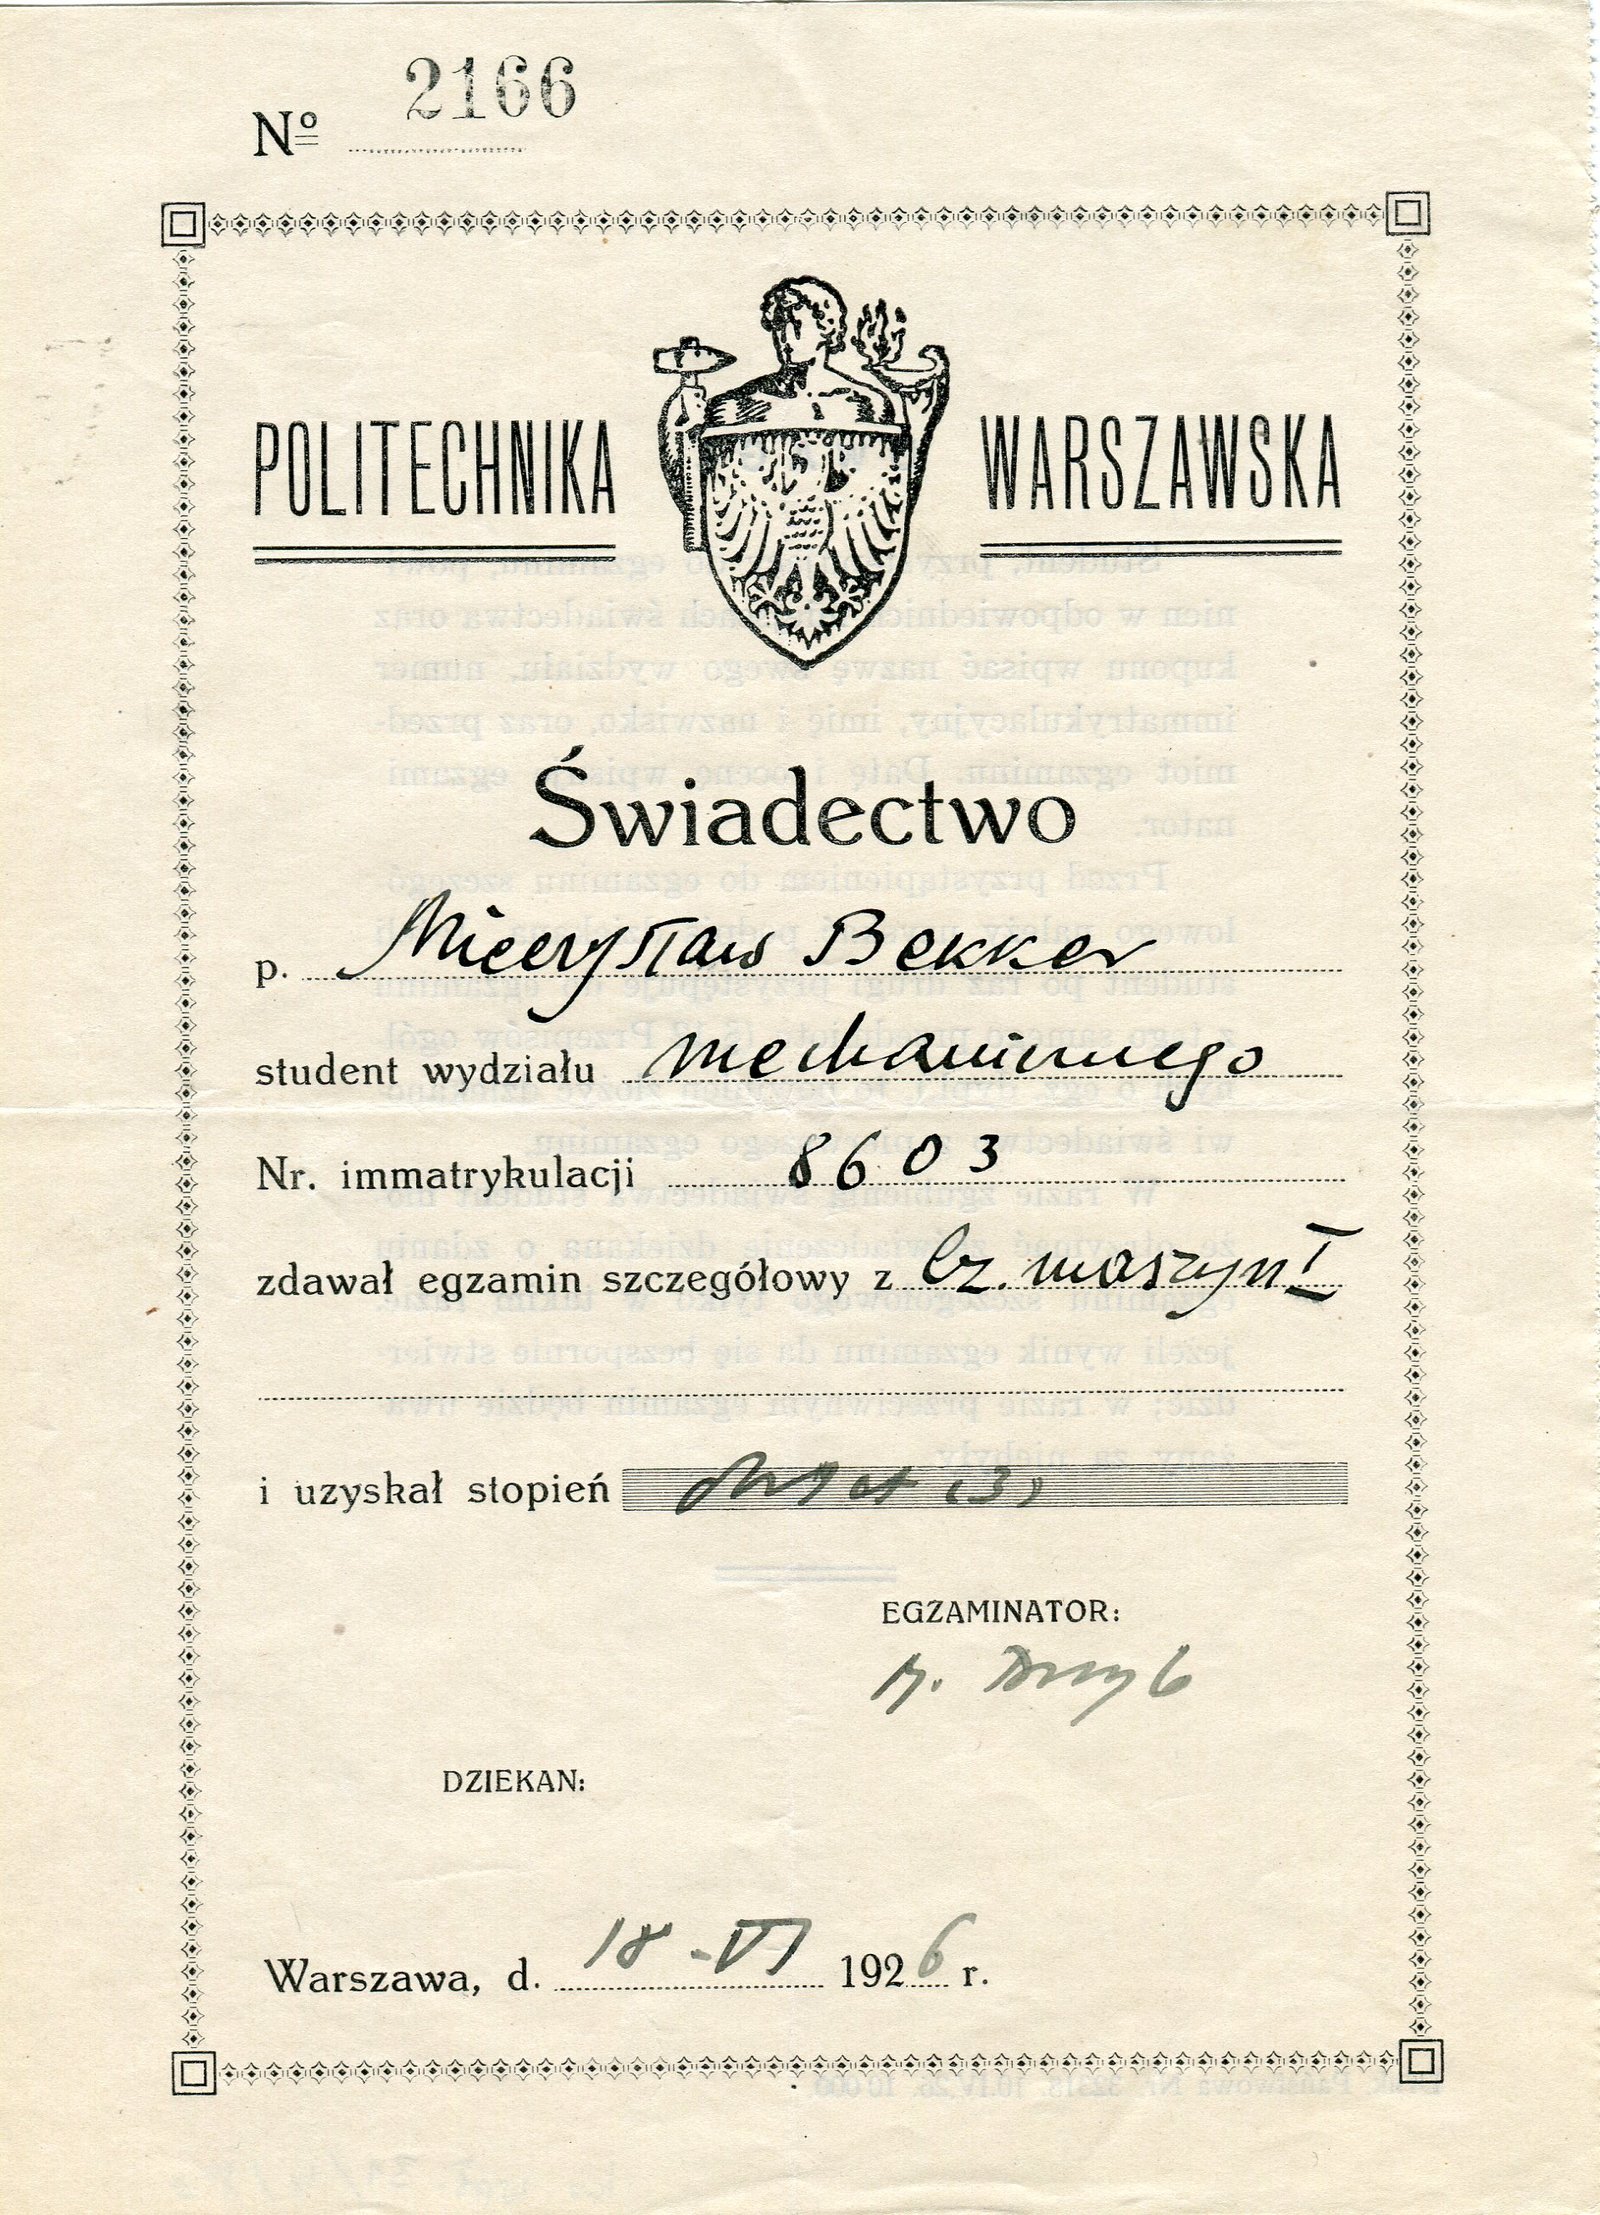 № 2166
POLITECHNIKA WARSZAWSKA
Świadectwo
p. Mieczysław Bekker
student wydziału mechanicznego
Nr. immatrykulacji 8603
zdawał egzamin szczegółowy z cz. maszyn I
i uzyskał stopień dost (3)
EGZAMINATOR:
DZIEKAN:
Warszawa, d. 18-VI 1926 r.